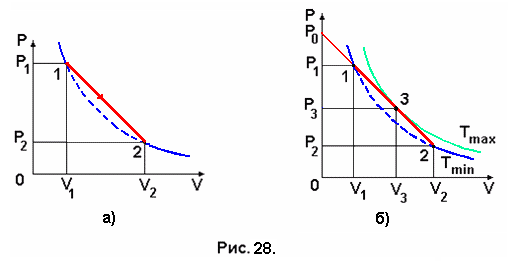 P
P1
1
P2
2
0
V1
V2
V
а)
P
P0
P1
1
3
P3
P2
2
Tmax
Tmin
0
V1
V3
V2
V
б)
Рис. 28.